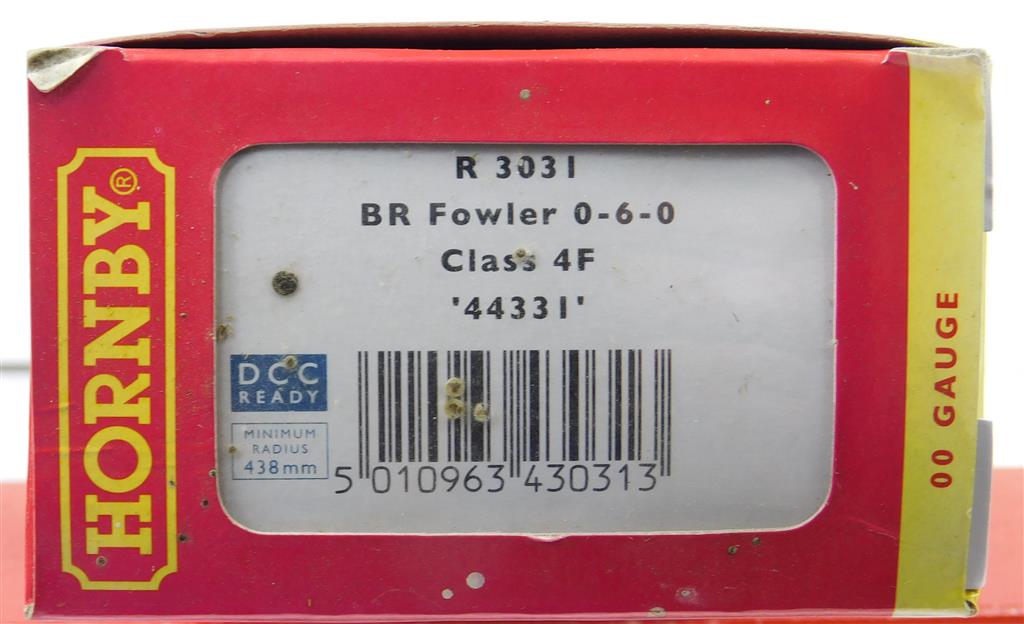 HORNBY®
R 3031
BR Fowler 0-6-0
Class 4F
'44331'
DCC
READY
MINIMUM
RADIUS
438mm
5 010963 430313
00 GAUGE